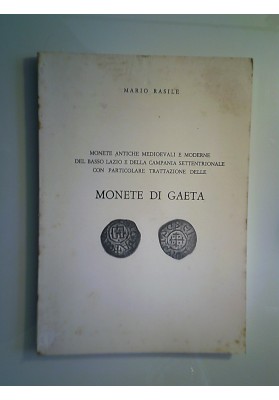 MARIO BASILE
MONETE ANTICHE MEDIOEVALI E MODERNE
DEL BASSO LAZIO E DELLA CAMPANIA SETTENTRIONALE
CON PARTICOLARE TRATTAZIONE DELLE
MONETE DI GAETA